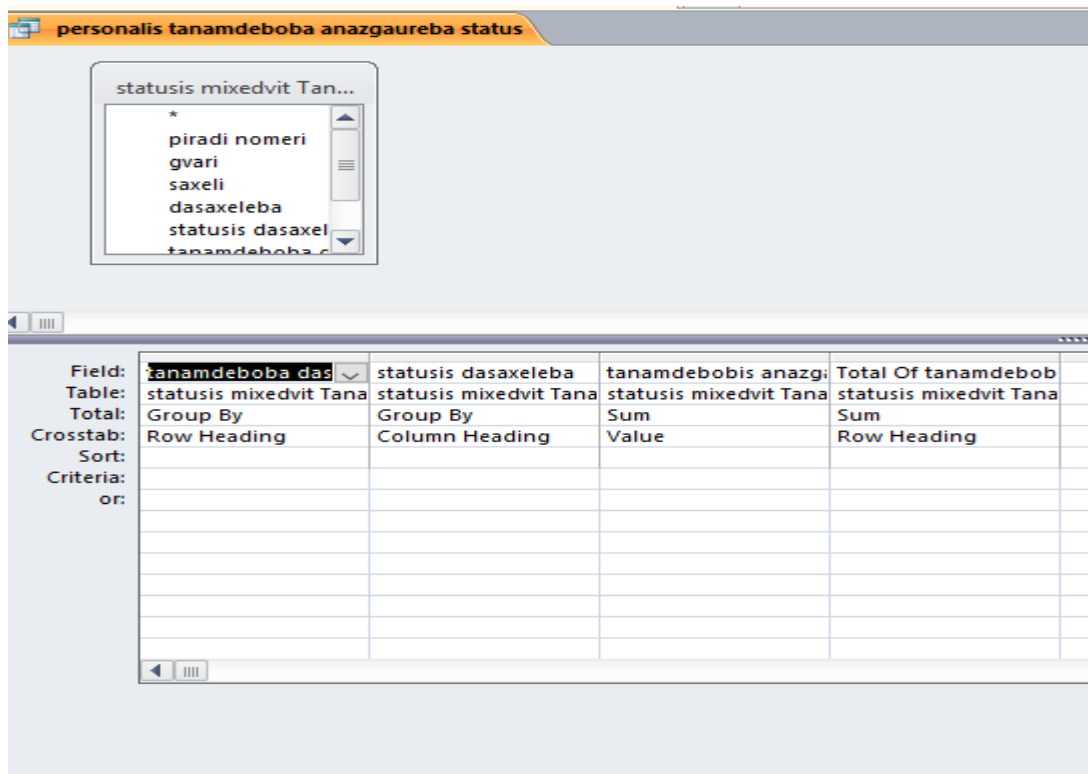 personalis tanamdeboba anazgaureba status
statusis mixedvit Tan...
*
piradi nomeri
gvari
saxeli
dasaxeleba
statusis dasaxel
tanamdeboba
Field: tanamdeboba das statusis dasaxeleba tanamdebobis anazg Total Of tanamdebob
Table: statusis mixedvit Tana statusis mixedvit Tana statusis mixedvit Tana statusis mixedvit Tana
Total: Group By Group By Sum Sum
Crosstab: Row Heading Column Heading Value Row Heading
Sort:
Criteria:
or: